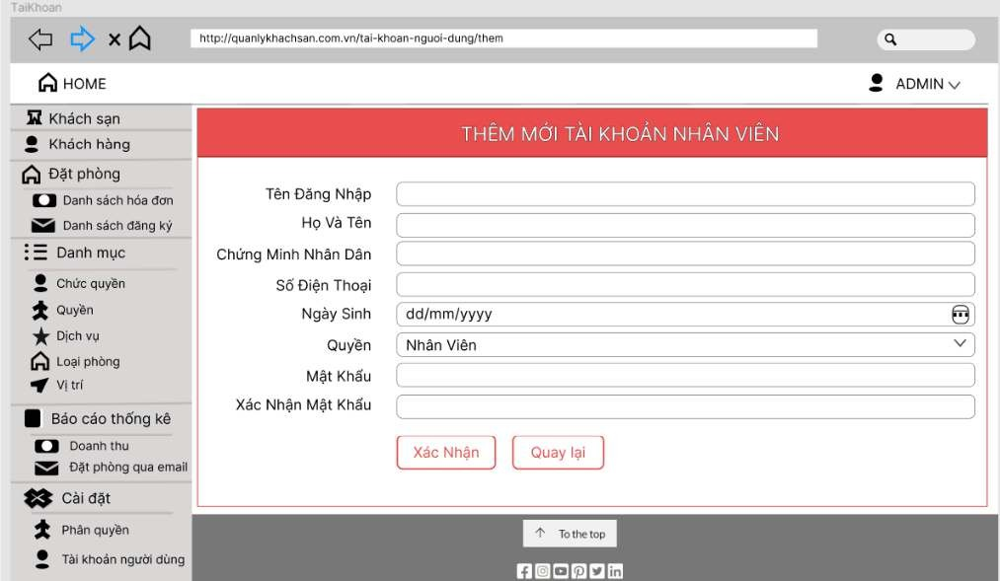 TaiKhoan
http://quanlykhachsan.com.vn/tai-khoan-nguoi-dung/them
HOME
ADMIN
Khách sạn
Khách hàng
Đặt phòng
Danh sách hóa đơn
Danh sách đăng ký
Danh mục
Chức quyền
Quyền
Dịch vụ
Loại phòng
Vị trí
Báo cáo thống kê
Doanh thu
Đặt phòng qua email
Cài đặt
Phân quyền
Tài khoản người dùng
THÊM MỚI TÀI KHOẢN NHÂN VIÊN
Tên Đăng Nhập
Họ Và Tên
Chứng Minh Nhân Dân
Số Điện Thoại
Ngày Sinh dd/mm/yyyy
Quyền Nhân Viên
Mật Khẩu
Xác Nhận Mật Khẩu
Xác Nhận Quay lại
To the top